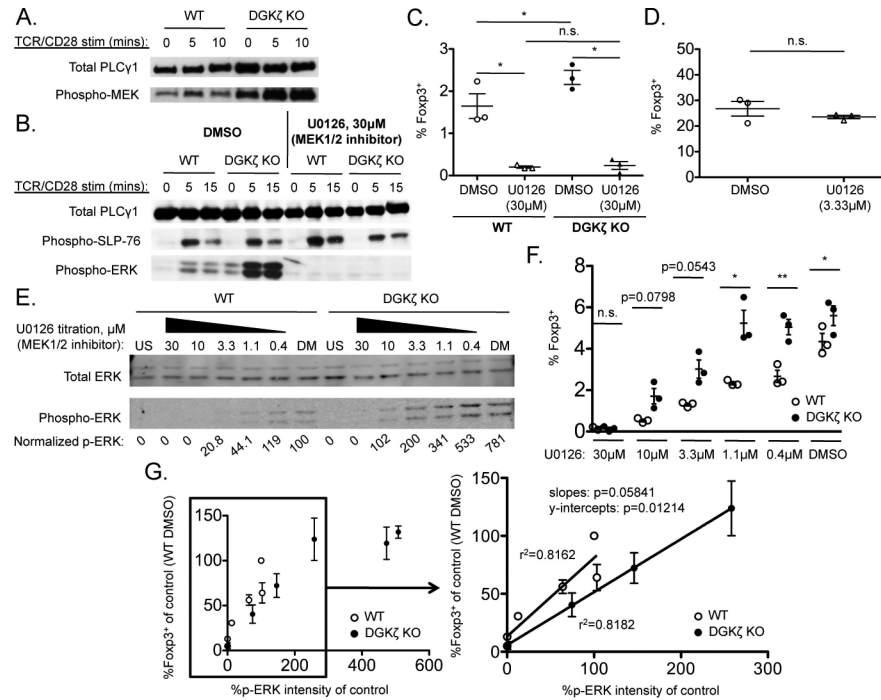 A.
WT DGKζ KO
TCR/CD28 stim (mins): 0 5 10 0 5 10
Total PLCγ1
Phospho-MEK
B.
DMSO
U0126, 30µM
(MEK1/2 inhibitor)
WT DGKζ KO WT DGKζ KO
TCR/CD28 stim (mins): 0 5 15 0 5 15 0 5 15 0 5 15
Total PLCγ1
Phospho-SLP-76
Phospho-ERK
C.
*
n.s.
* *
% Foxp3⁺
3
2
1
0
DMSO U0126 DMSO U0126
(30µM) (30µM)
WT DGKζ KO
D.
n.s.
% Foxp3⁺
50
40
30
20
10
0
DMSO U0126
(3.33µM)
E.
WT DGKζ KO
U0126 titration, µM
(MEK1/2 inhibitor): US 30 10 3.3 1.1 0.4 DM US 30 10 3.3 1.1 0.4 DM
Total ERK
Phospho-ERK
Normalized p-ERK: 0 0 0 20.8 44.1 119 100 0 0 102 200 341 533 781
F.
n.s. p=0.0798 p=0.0543 * ** *
% Foxp3⁺
8
6
4
2
0
WT
DGKζ KO
U0126: 30µM 10µM 3.3µM 1.1µM 0.4µM DMSO
G.
%Foxp3⁺ of control (WT DMSO)
150
100
50
0
0 200 400 600
WT
DGKζ KO
%p-ERK intensity of control
%Foxp3⁺ of control (WT DMSO)
150
100
50
0
0 100 200 300
slopes: p=0.05841
y-intercepts: p=0.01214
r²=0.8162
r²=0.8182
WT
DGKζ KO
%p-ERK intensity of control